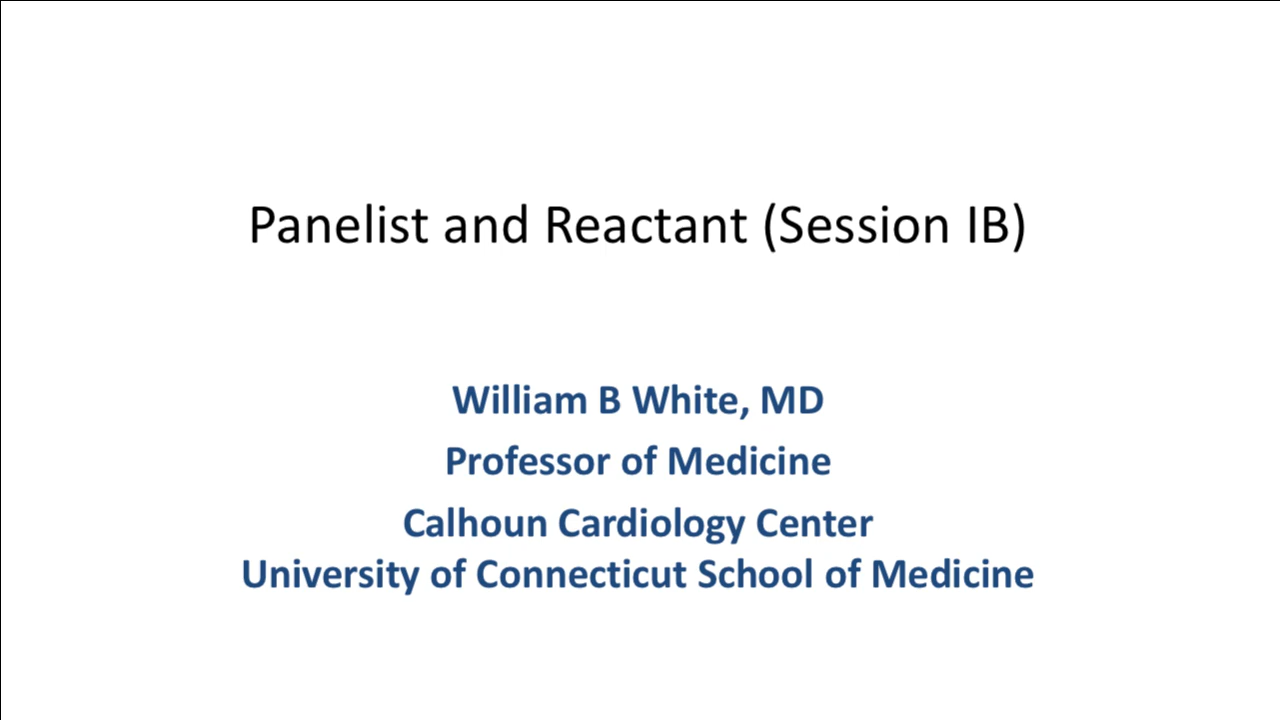 Panelist and Reactant (Session IB)
William B White, MD
Professor of Medicine
Calhoun Cardiology Center
University of Connecticut School of Medicine